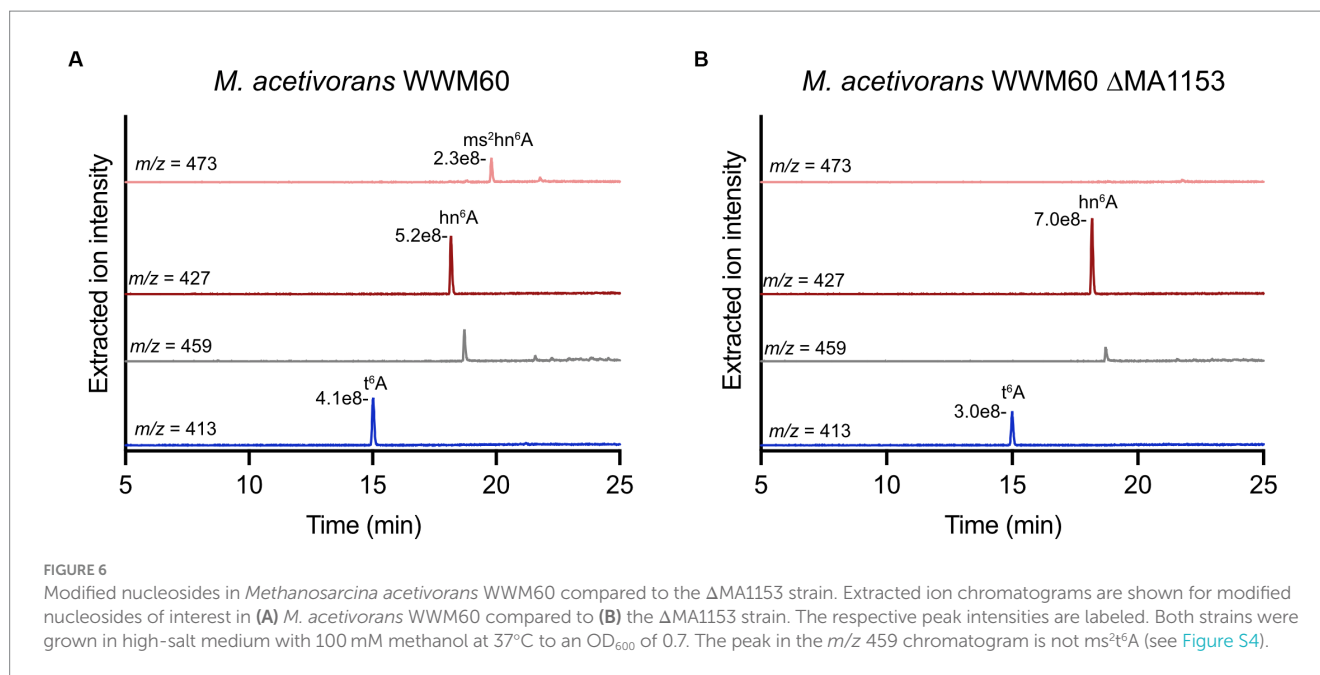 A
M. acetivorans WWM60
Extracted ion intensity
m/z = 473
ms²hn⁶A
2.3e8-
hn⁶A
5.2e8-
m/z = 427
m/z = 459
t⁶A
4.1e8-
m/z = 413
5 10 15 20 25
Time (min)
B
M. acetivorans WWM60 ΔMA1153
Extracted ion intensity
m/z = 473
hn⁶A
7.0e8-
m/z = 427
m/z = 459
t⁶A
3.0e8-
m/z = 413
5 10 15 20 25
Time (min)
FIGURE 6
Modified nucleosides in Methanosarcina acetivorans WWM60 compared to the ΔMA1153 strain. Extracted ion chromatograms are shown for modified
nucleosides of interest in (A) M. acetivorans WWM60 compared to (B) the ΔMA1153 strain. The respective peak intensities are labeled. Both strains were
grown in high-salt medium with 100 mM methanol at 37°C to an OD₆₀₀ of 0.7. The peak in the m/z 459 chromatogram is not ms²t⁶A (see Figure S4).